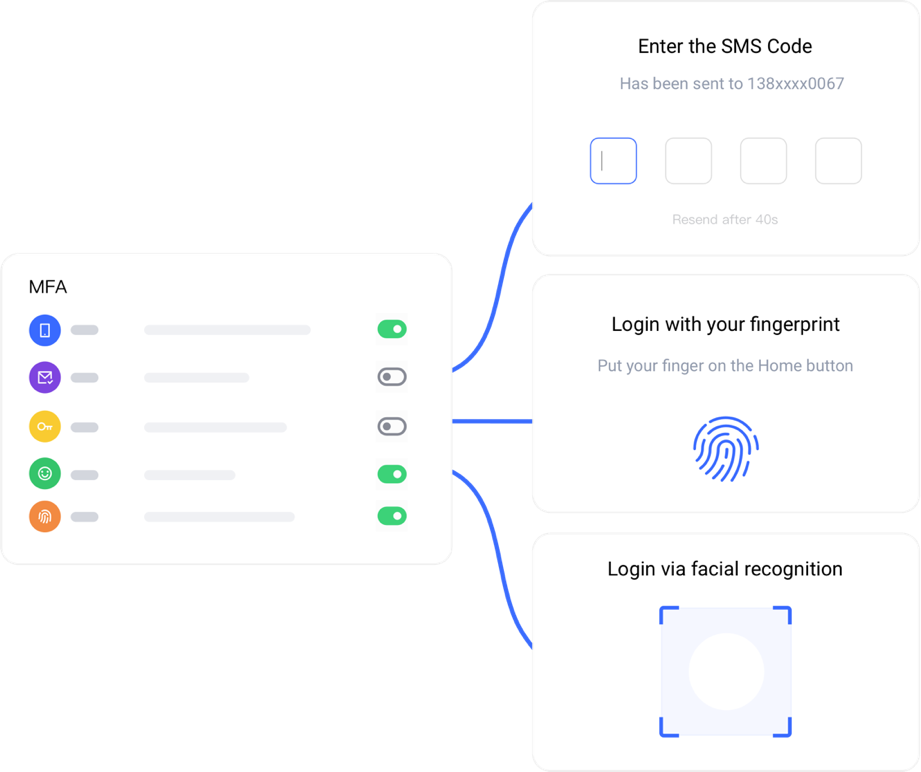 Enter the SMS Code
Has been sent to 138xxxx0067
Resend after 40s
MFA
Login with your fingerprint
Put your finger on the Home button
Login via facial recognition